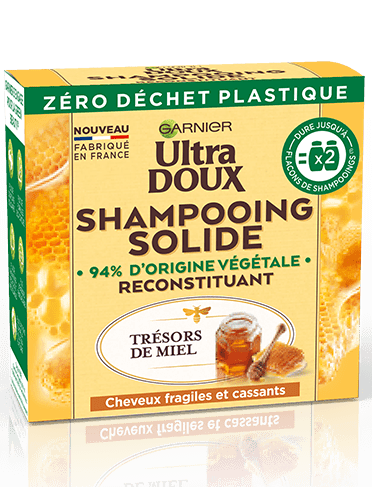 ZÉRO DÉCHET PLASTIQUE
NOUVEAU
FABRIQUÉ
EN FRANCE
GARNIER
Ultra
DOUX
DURE JUSQU'À
x2
FLACONS DE SHAMPOOINGS
SHAMPOOING
SOLIDE
• 94% D'ORIGINE VÉGÉTALE •
RECONSTITUANT
TRÉSORS
DE MIEL
Cheveux fragiles et cassants